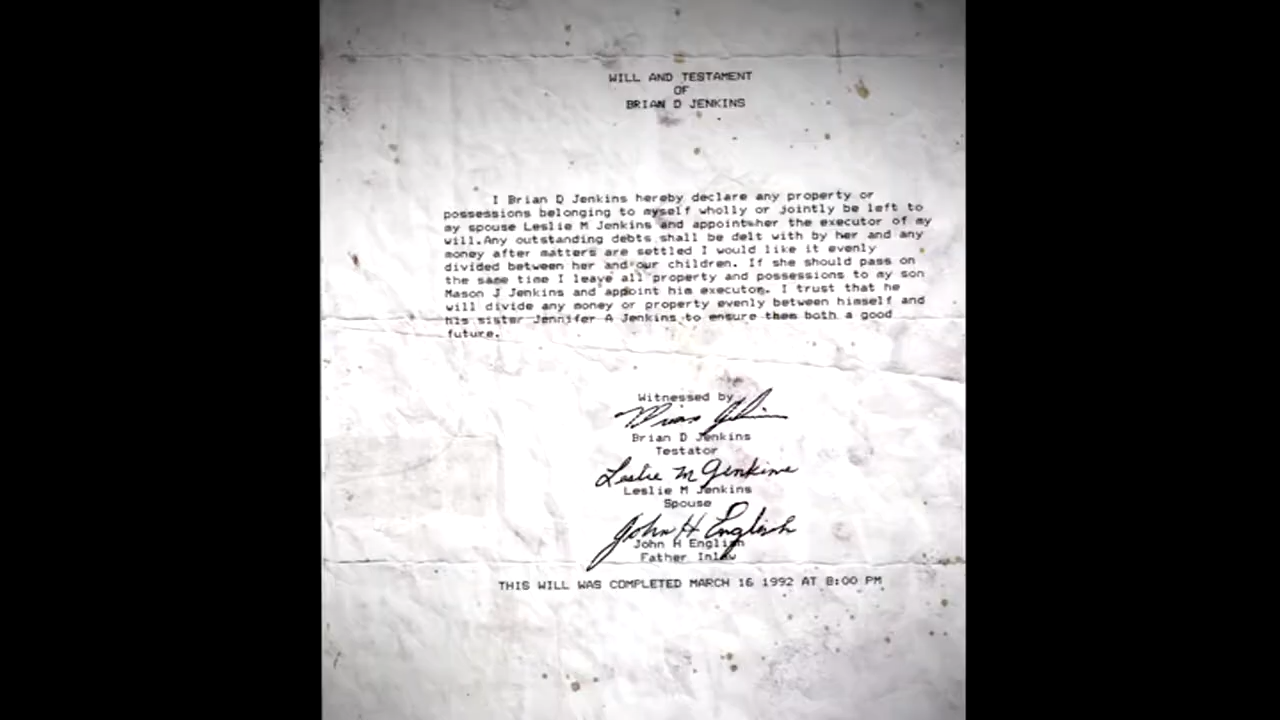 WILL AND TESTAMENT
OF
BRIAN D JENKINS
I Brian D Jenkins hereby declare any property or
possessions belonging to myself wholly or jointly be left to
my spouse Leslie M Jenkins and appoint her the executor of my
will.Any outstanding debts shall be delt with by her and any
money after matters are settled I would like it evenly
divided between her and our children. If she should pass on
the same time I leave all property and possessions to my son
Mason J Jenkins and appoint him executor. I trust that he
will divide any money or property evenly between himself and
his sister Jennifer A Jenkins to ensure them both a good
future.
Witnessed by
Brian Jenkins
Brian D Jenkins
Testator
Leslie M Jenkins
Leslie M Jenkins
Spouse
John H English
John H English
Father Inlaw
THIS WILL WAS COMPLETED MARCH 16 1992 AT 8:00 PM